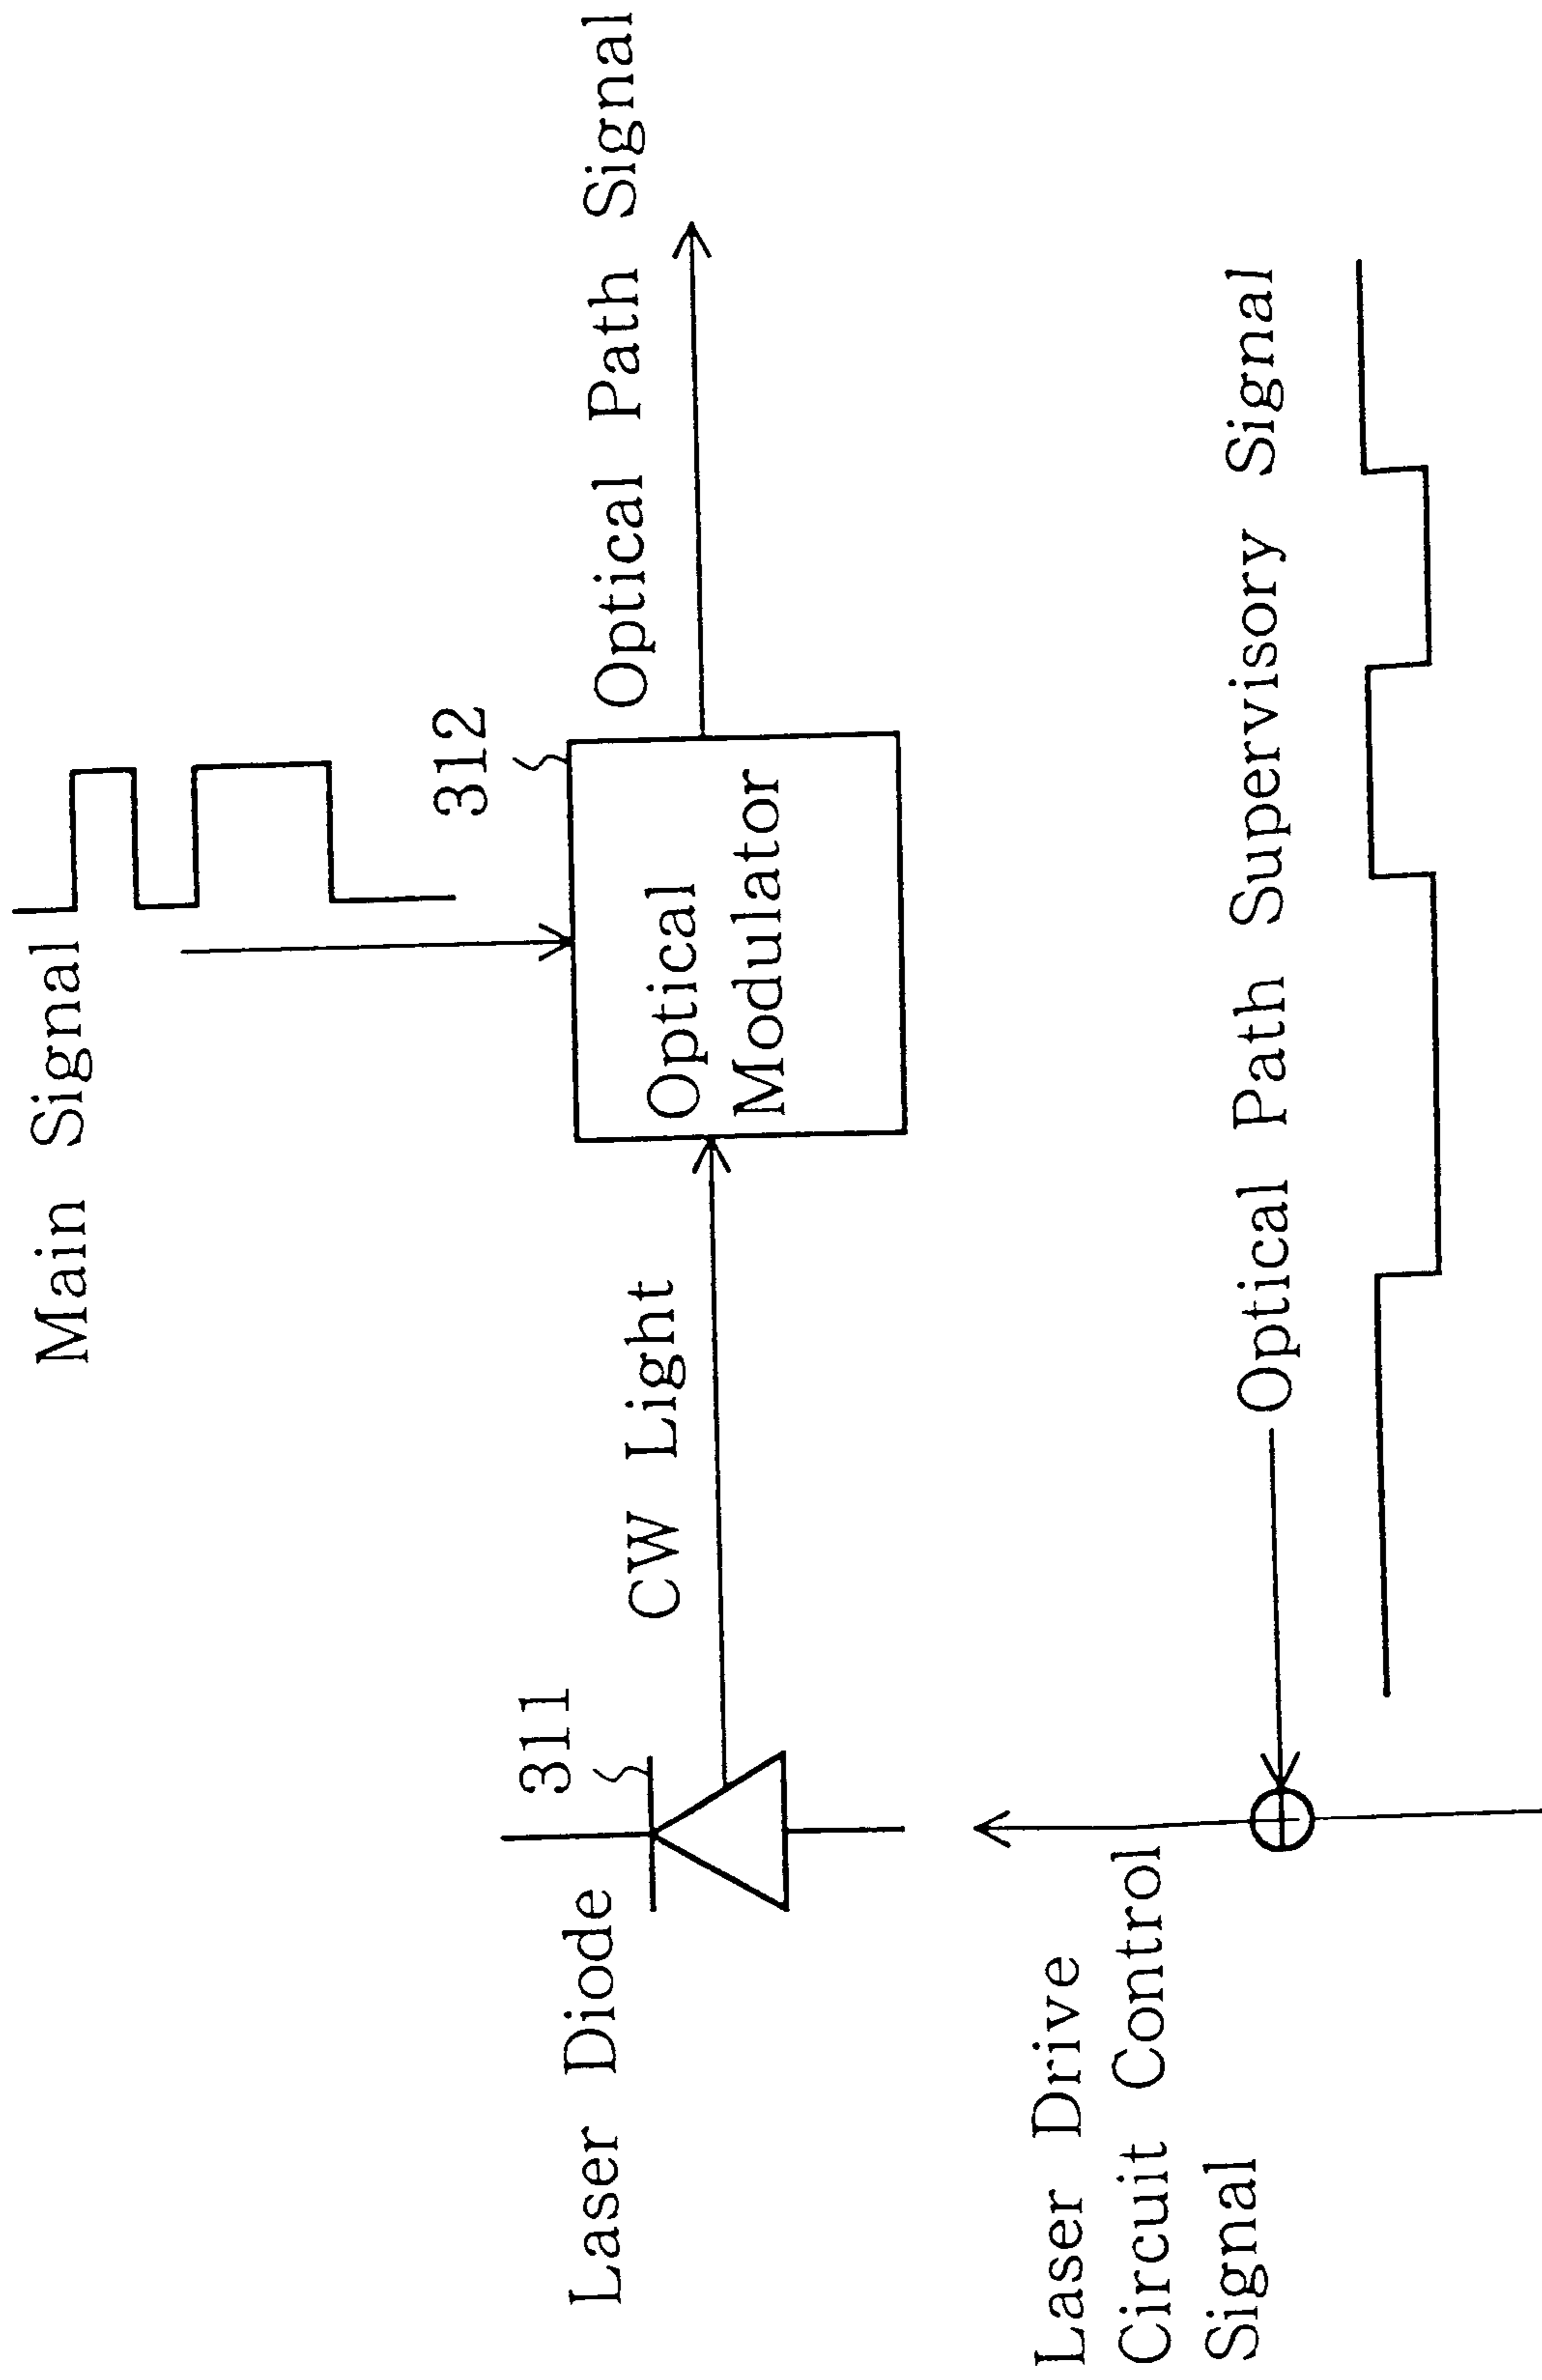 Main Signal
312
Optical Path Signal
Optical
Modulator
CW Light
311
Laser Diode
Laser Drive
Circuit Control
Signal
Optical Path Supervisory Signal